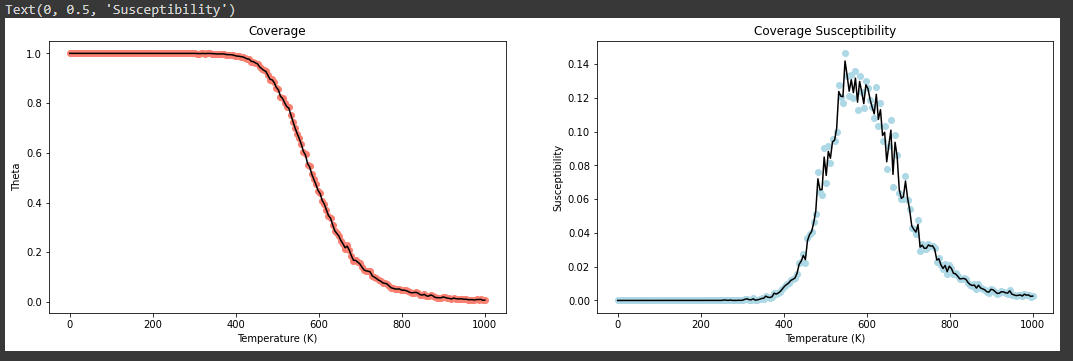 Text(0, 0.5, 'Susceptibility')
Coverage
Theta
1.0
0.8
0.6
0.4
0.2
0.0
0 200 400 600 800 1000
Temperature (K)
Coverage Susceptibility
Susceptibility
0.14
0.12
0.10
0.08
0.06
0.04
0.02
0.00
0 200 400 600 800 1000
Temperature (K)